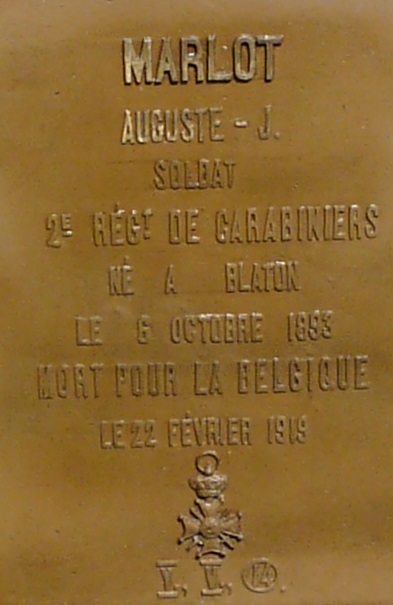 MARLOT
AUGUSTE - J.
SOLDAT
2E RÉGT DE CARABINIERS
NÉ A BLATON
LE 6 OCTOBRE 1893
MORT POUR LA BELGIQUE
LE 22 FÉVRIER 1919